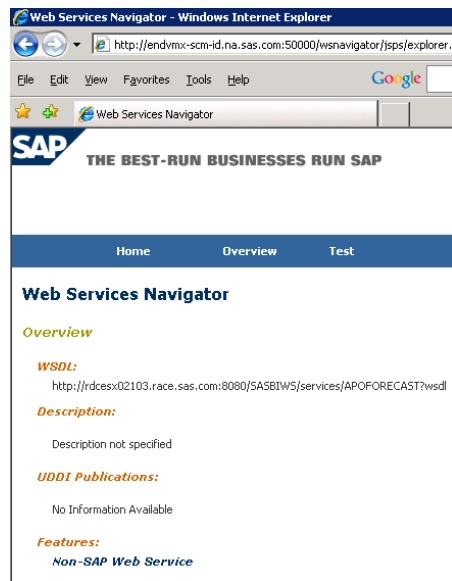 Web Services Navigator - Windows Internet Explorer
http://endvmx-scm-id.na.sas.com:50000/wsnavigator/jsps/explorer.
File Edit View Favorites Tools Help Google
Web Services Navigator
SAP THE BEST-RUN BUSINESSES RUN SAP
Home Overview Test
Web Services Navigator
Overview
WSDL:
http://rdcesx02103.race.sas.com:8080/SASBIWS/services/APOFORECAST?wsdl
Description:
Description not specified
UDDI Publications:
No Information Available
Features:
Non-SAP Web Service